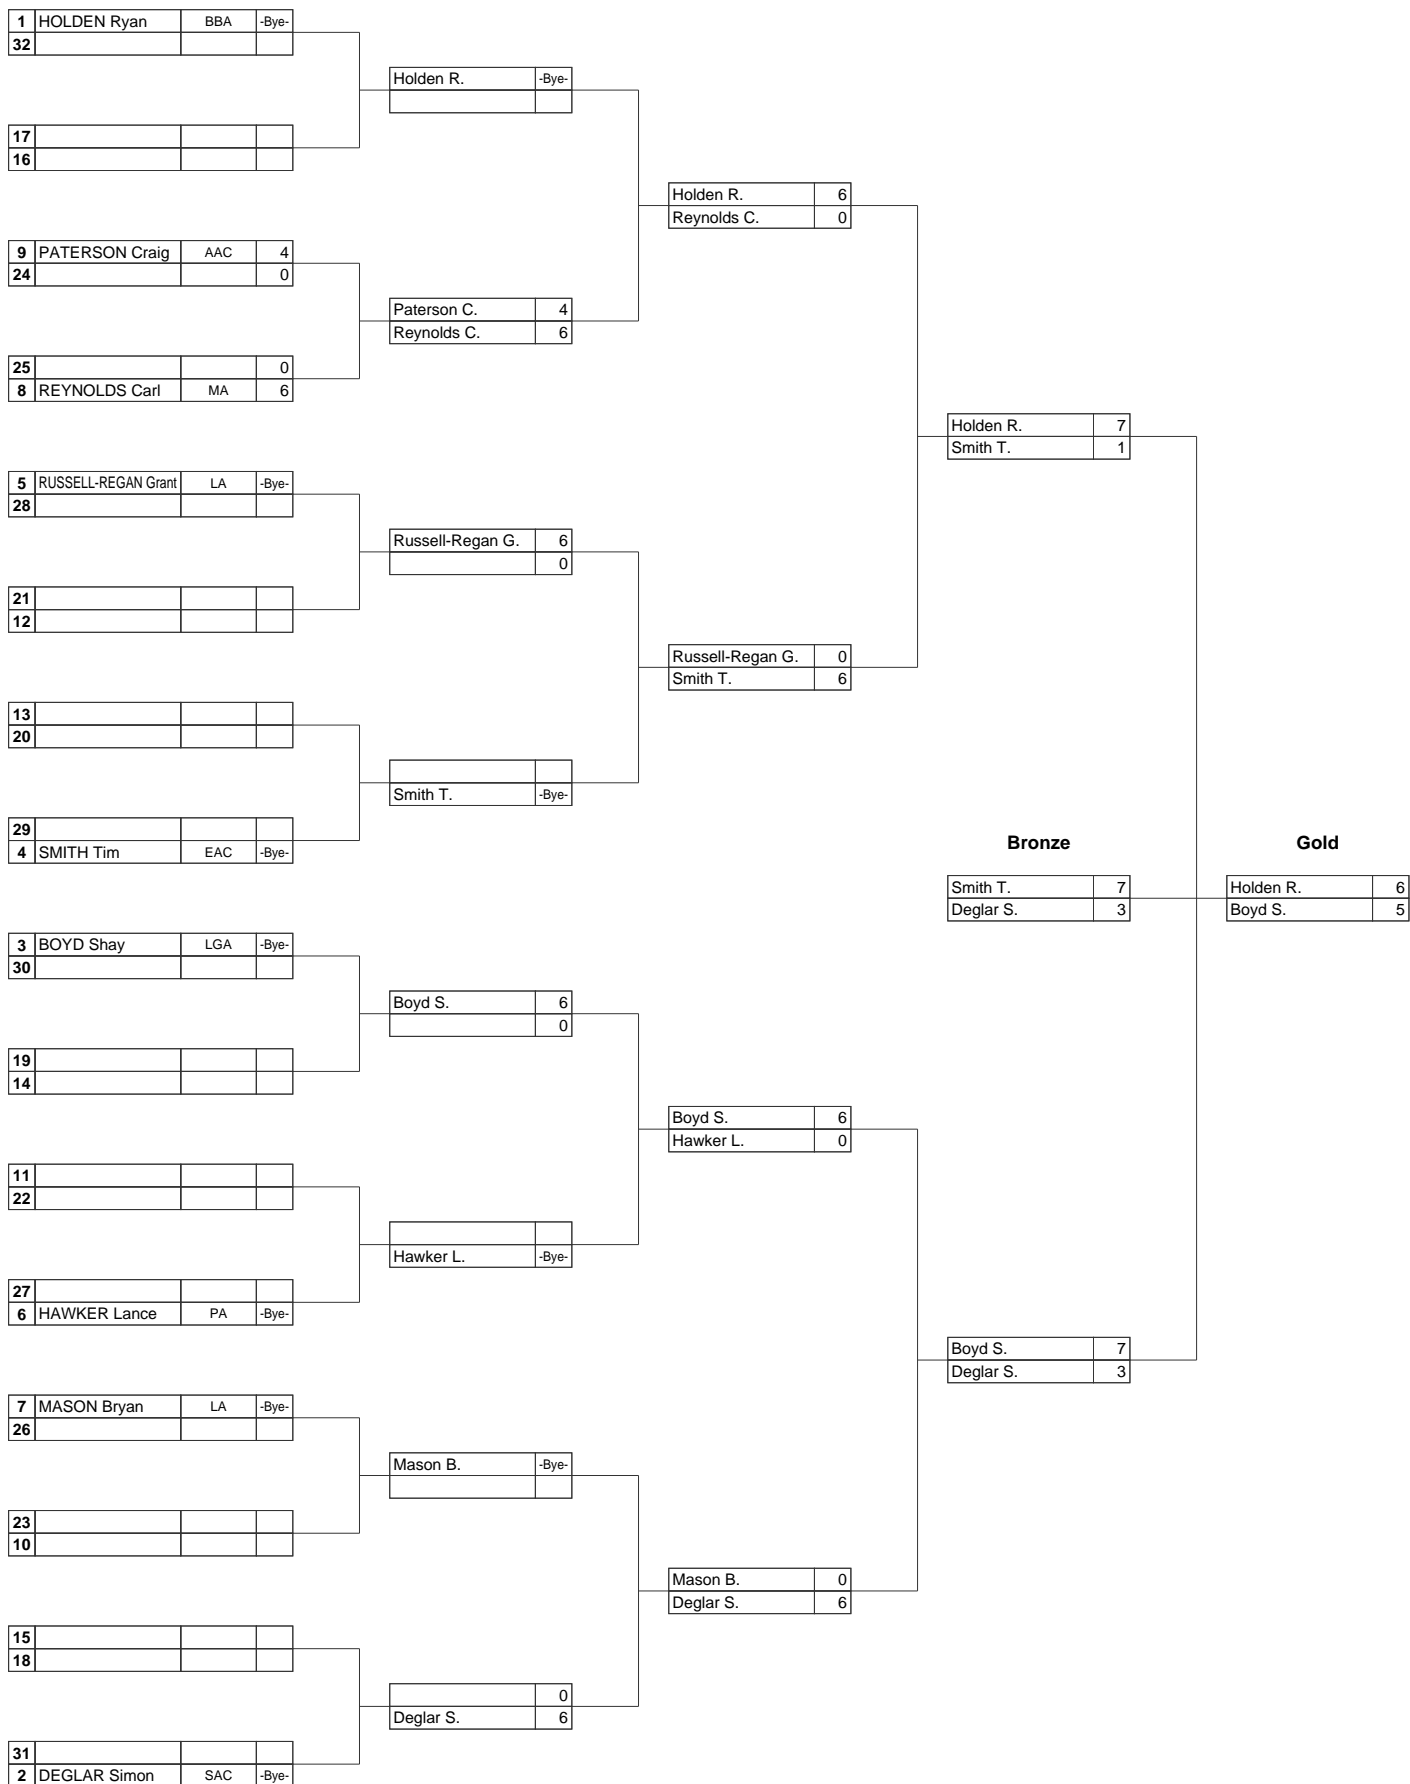 1 HOLDEN Ryan BBA -Bye-
32
17
16
9 PATERSON Craig AAC 4
24 0
25 0
8 REYNOLDS Carl MA 6
5 RUSSELL-REGAN Grant LA -Bye-
28
21
12
13
20
29
4 SMITH Tim EAC -Bye-
3 BOYD Shay LGA -Bye-
30
19
14
11
22
27
6 HAWKER Lance PA -Bye-
7 MASON Bryan LA -Bye-
26
23
10
15
18
31
2 DEGLAR Simon SAC -Bye-
Holden R. -Bye-
Paterson C. 4
Reynolds C. 6
Russell-Regan G. 6
0
Smith T. -Bye-
Boyd S. 6
0
Hawker L. -Bye-
Mason B. -Bye-
0
Deglar S. 6
Holden R. 6
Reynolds C. 0
Russell-Regan G. 0
Smith T. 6
Boyd S. 6
Hawker L. 0
Mason B. 0
Deglar S. 6
Holden R. 7
Smith T. 1
Boyd S. 7
Deglar S. 3
Bronze
Smith T. 7
Deglar S. 3
Gold
Holden R. 6
Boyd S. 5